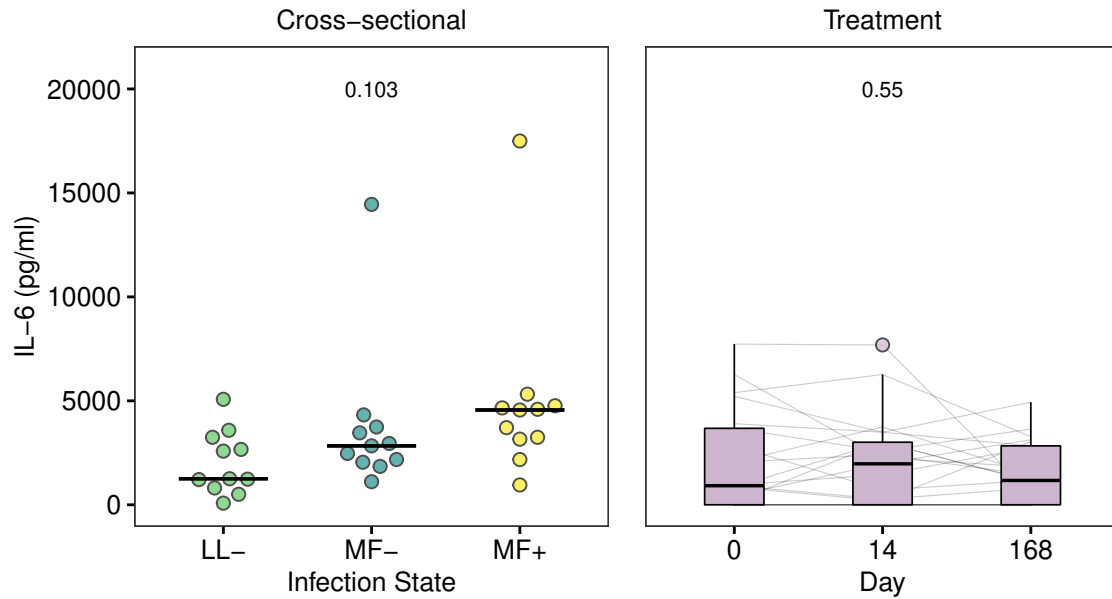 Cross−sectional
Treatment
0.103
0.55
IL−6 (pg/ml)
20000
15000
10000
5000
0
LL−
MF−
MF+
0
14
168
Infection State
Day